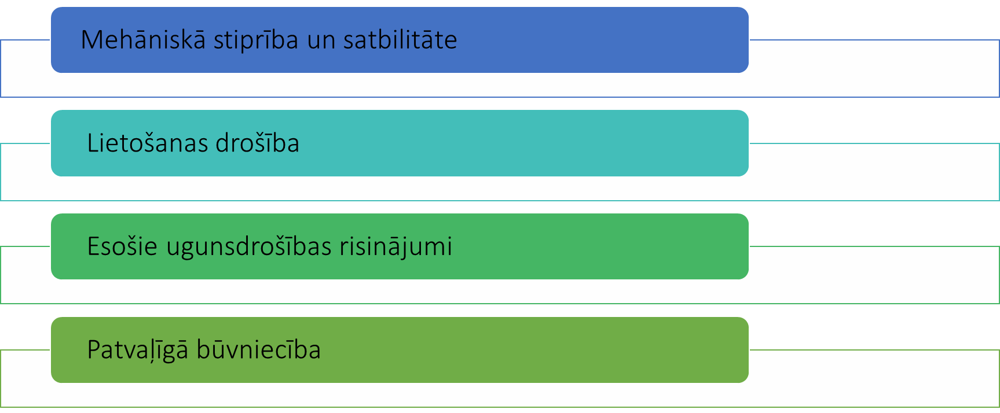 Mehāniskā stiprība un satbilitāte
Lietošanas drošība
Esošie ugunsdrošības risinājumi
Patvaļīgā būvniecība